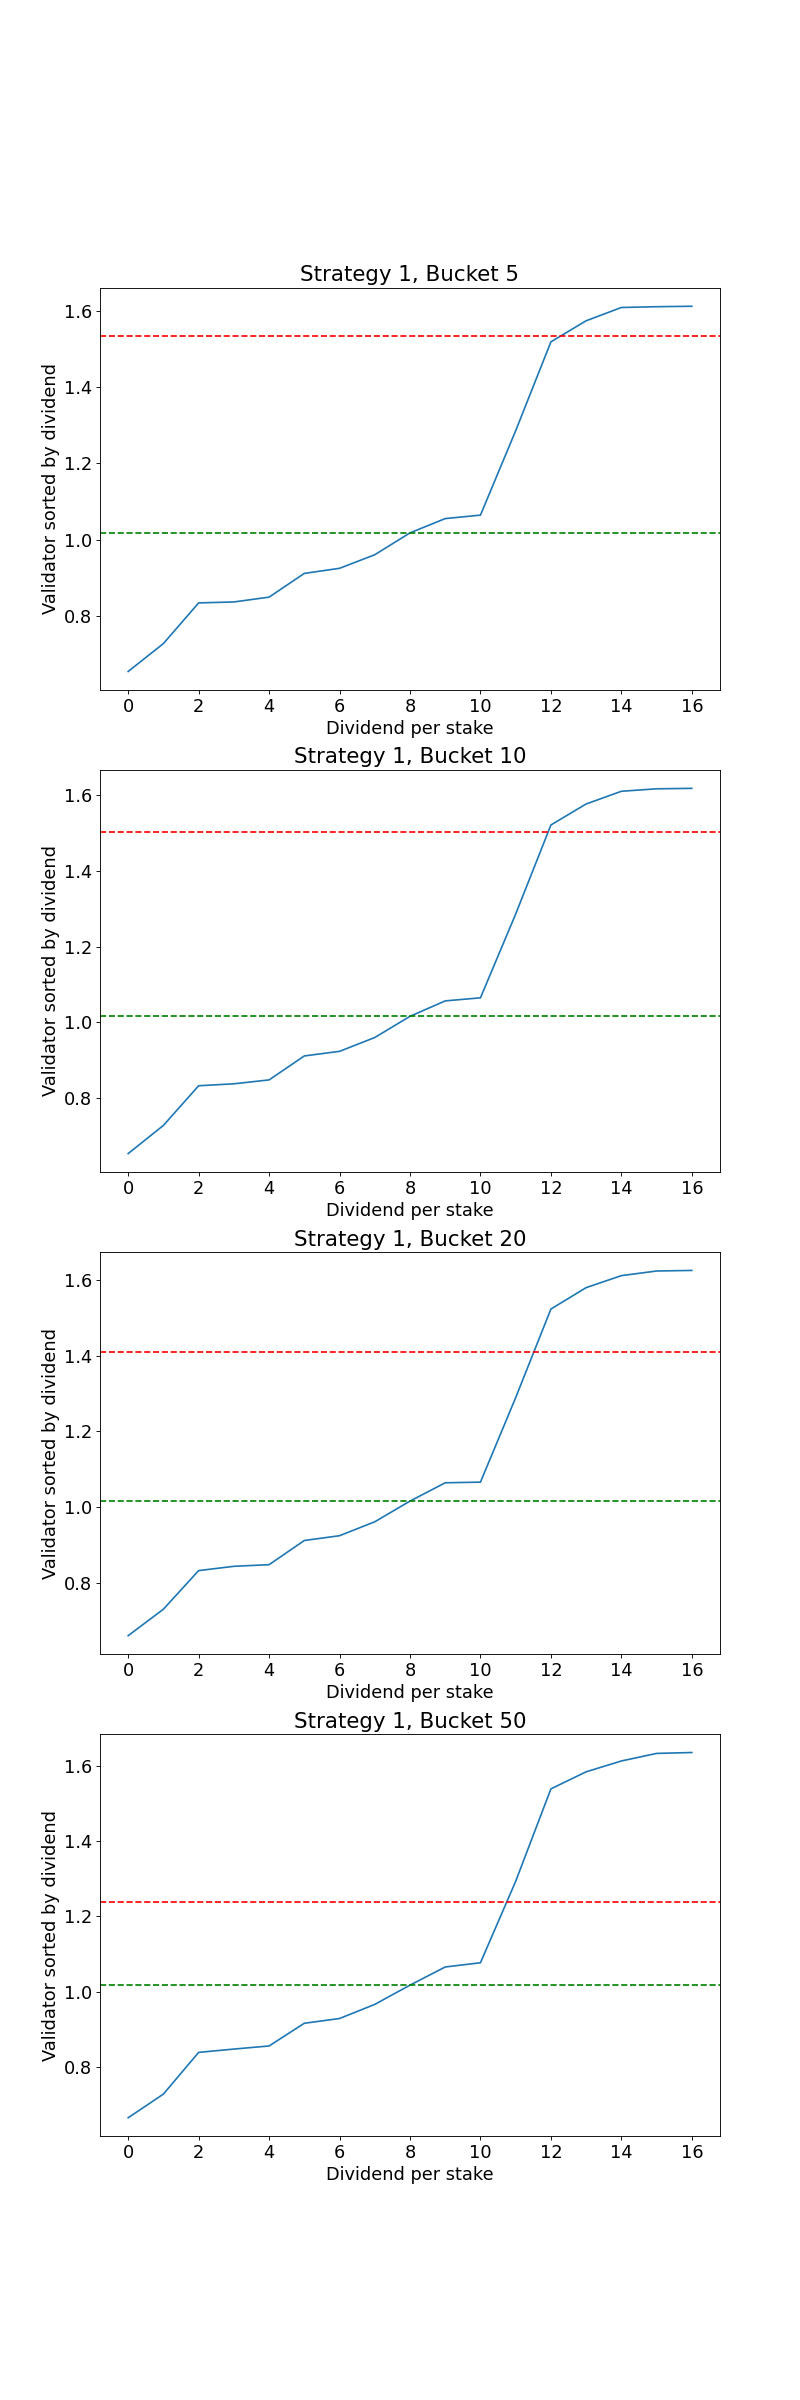 Strategy 1, Bucket 5
Validator sorted by dividend
1.6
1.4
1.2
1.0
0.8
0 2 4 6 8 10 12 14 16
Dividend per stake
Strategy 1, Bucket 10
Validator sorted by dividend
1.6
1.4
1.2
1.0
0.8
0 2 4 6 8 10 12 14 16
Dividend per stake
Strategy 1, Bucket 20
Validator sorted by dividend
1.6
1.4
1.2
1.0
0.8
0 2 4 6 8 10 12 14 16
Dividend per stake
Strategy 1, Bucket 50
Validator sorted by dividend
1.6
1.4
1.2
1.0
0.8
0 2 4 6 8 10 12 14 16
Dividend per stake